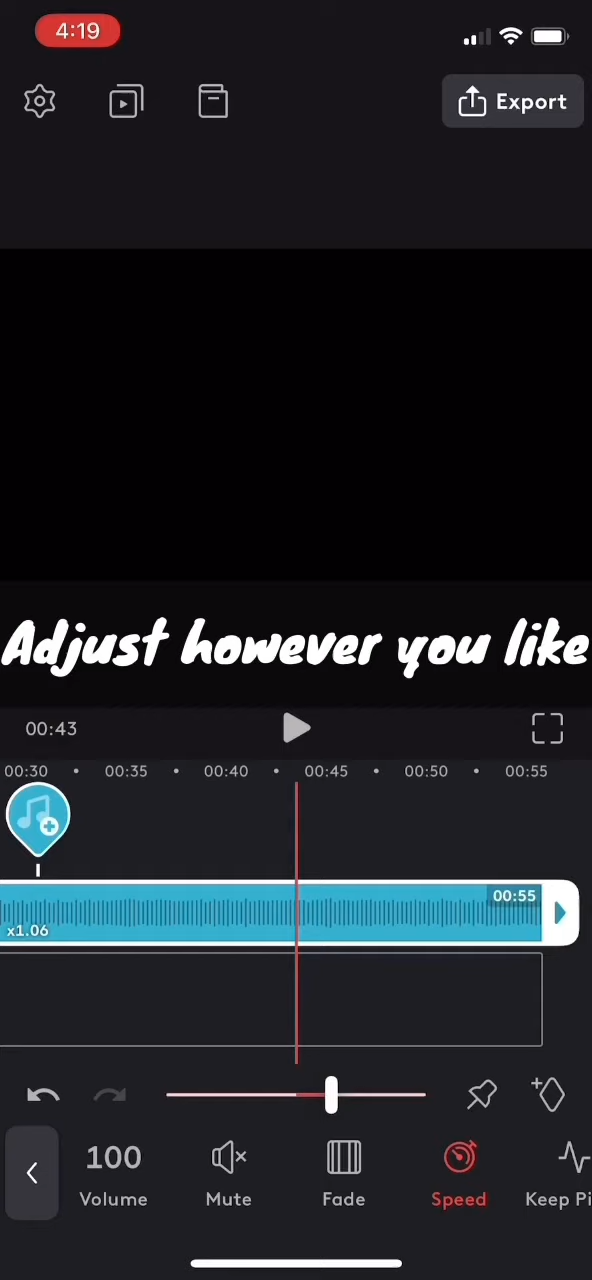 4:19
Export
Adjust however you like
00:43
00:30 • 00:35 • 00:40 • 00:45 • 00:50 • 00:55
00:55
x1.06
100
Volume Mute Fade Speed Keep Pi